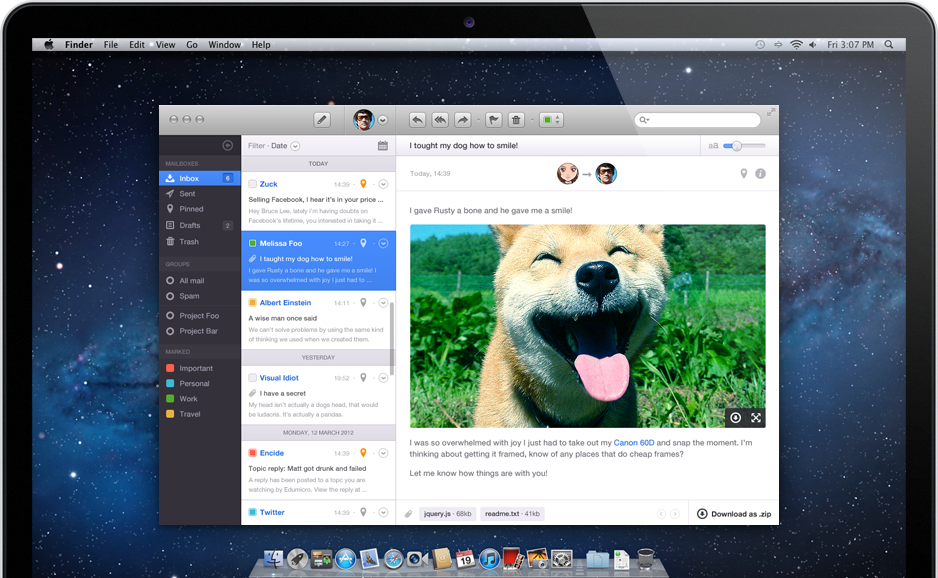 Finder File Edit View Go Window Help
Fri 3:07 PM
MAILBOXES
Inbox 6
Sent
Pinned
Drafts 2
Trash
GROUPS
All mail
Spam
Project Foo
Project Bar
MARKED
Important
Personal
Work
Travel
Filter - Date
TODAY
Zuck 14:39
Selling Facebook, I hear it's in your price ...
Hey Bruce Lee, lately i'm having doubts on
Facebook's lifetime, you interested in taking it ...
Melissa Foo 14:27
I taught my dog how to smile!
I gave Rusty a bone and he gave me a smile! I
was so overwhelmed with joy I just had to ...
Albert Einstein 14:11
A wise man once said
We can't solve problems by using the same kind
of thinking we used when we created them.
YESTERDAY
Visual Idiot 19:52
I have a secret
My head isn't actually a dogs head, that would
be ludacris. It's actually a pandas.
MONDAY, 12 MARCH 2012
Encide 14:39
Topic reply: Matt got drunk and failed
A reply has been posted to a topc you are
watching by Edumicro. View the reply at ...
Twitter 14:39
I tought my dog how to smile!
aB
Today, 14:39
I gave Rusty a bone and he gave me a smile!
I was so overwhelmed with joy I just had to take out my Canon 60D and snap the moment. I'm
thinking about getting it framed, know of any places that do cheap frames?
Let me know how things are with you!
jquery.js - 68kb readme.txt - 41kb
Download as .zip
19